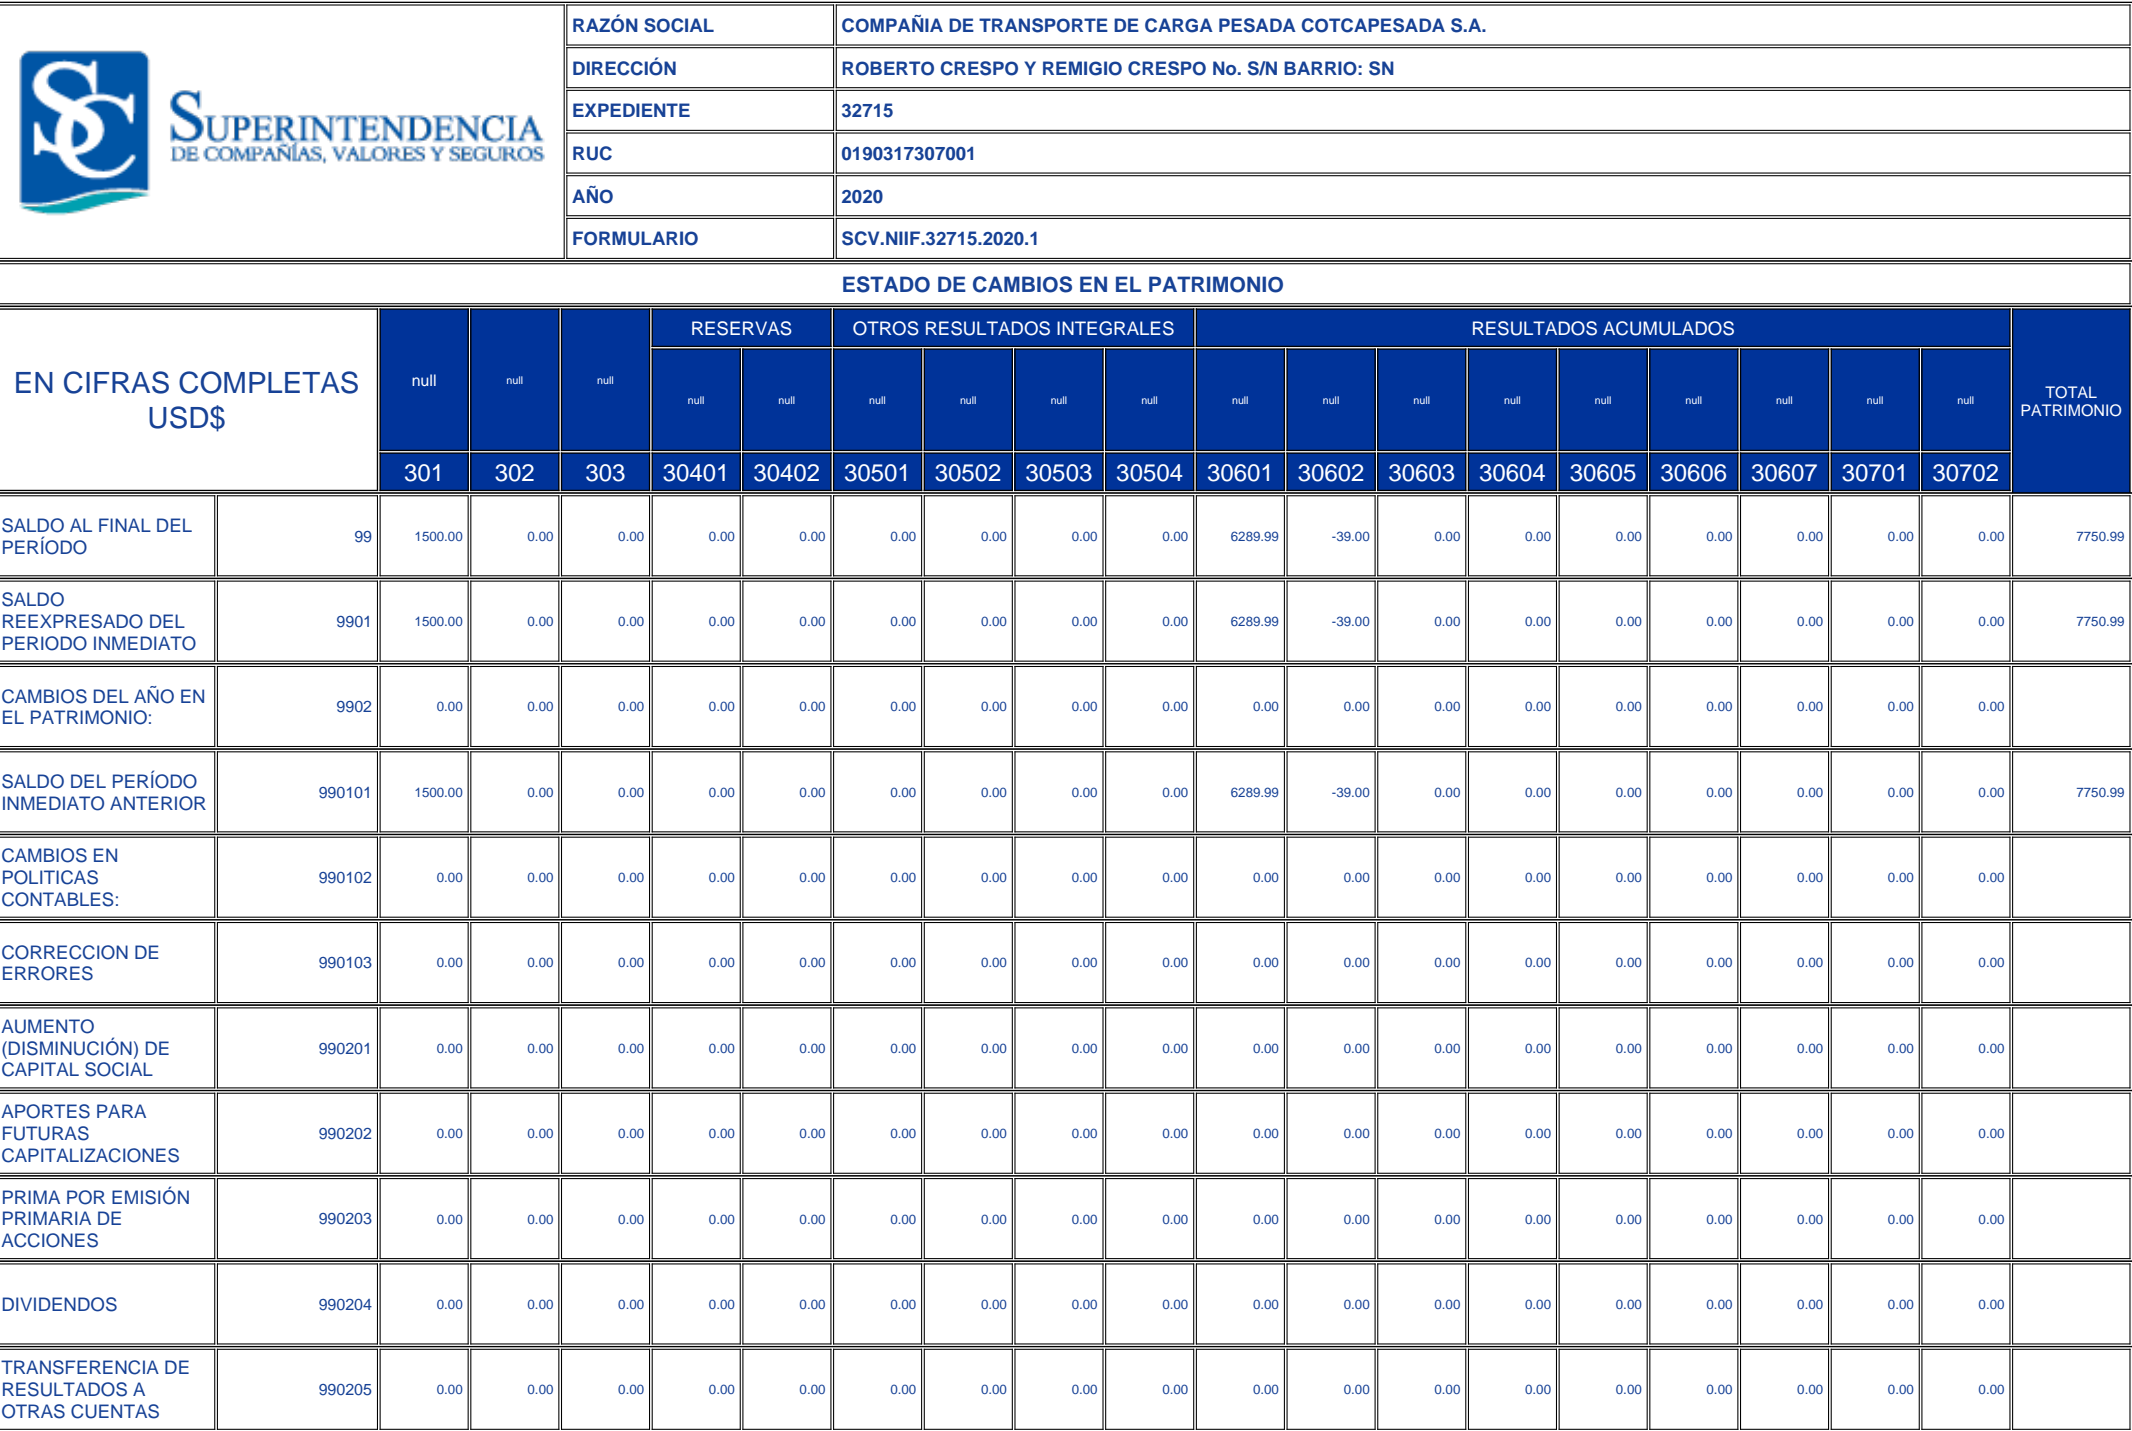 SC
SUPERINTENDENCIA
DE COMPAÑÍAS, VALORES Y SEGUROS
RAZÓN SOCIAL COMPAÑIA DE TRANSPORTE DE CARGA PESADA COTCAPESADA S.A.
DIRECCIÓN ROBERTO CRESPO Y REMIGIO CRESPO No. S/N BARRIO: SN
EXPEDIENTE 32715
RUC 0190317307001
AÑO 2020
FORMULARIO SCV.NIIF.32715.2020.1
ESTADO DE CAMBIOS EN EL PATRIMONIO
EN CIFRAS COMPLETAS
USD$
RESERVAS OTROS RESULTADOS INTEGRALES RESULTADOS ACUMULADOS
null null null null null null null null null null null null null null null null null null
TOTAL
PATRIMONIO
301 302 303 30401 30402 30501 30502 30503 30504 30601 30602 30603 30604 30605 30606 30607 30701 30702
SALDO AL FINAL DEL
PERÍODO
99 1500.00 0.00 0.00 0.00 0.00 0.00 0.00 0.00 0.00 6289.99 -39.00 0.00 0.00 0.00 0.00 0.00 0.00 0.00 7750.99
SALDO
REEXPRESADO DEL
PERIODO INMEDIATO
9901 1500.00 0.00 0.00 0.00 0.00 0.00 0.00 0.00 0.00 6289.99 -39.00 0.00 0.00 0.00 0.00 0.00 0.00 0.00 7750.99
CAMBIOS DEL AÑO EN
EL PATRIMONIO:
9902 0.00 0.00 0.00 0.00 0.00 0.00 0.00 0.00 0.00 0.00 0.00 0.00 0.00 0.00 0.00 0.00 0.00 0.00
SALDO DEL PERÍODO
INMEDIATO ANTERIOR
990101 1500.00 0.00 0.00 0.00 0.00 0.00 0.00 0.00 0.00 6289.99 -39.00 0.00 0.00 0.00 0.00 0.00 0.00 0.00 7750.99
CAMBIOS EN
POLITICAS
CONTABLES:
990102 0.00 0.00 0.00 0.00 0.00 0.00 0.00 0.00 0.00 0.00 0.00 0.00 0.00 0.00 0.00 0.00 0.00 0.00
CORRECCION DE
ERRORES
990103 0.00 0.00 0.00 0.00 0.00 0.00 0.00 0.00 0.00 0.00 0.00 0.00 0.00 0.00 0.00 0.00 0.00 0.00
AUMENTO
(DISMINUCIÓN) DE
CAPITAL SOCIAL
990201 0.00 0.00 0.00 0.00 0.00 0.00 0.00 0.00 0.00 0.00 0.00 0.00 0.00 0.00 0.00 0.00 0.00 0.00
APORTES PARA
FUTURAS
CAPITALIZACIONES
990202 0.00 0.00 0.00 0.00 0.00 0.00 0.00 0.00 0.00 0.00 0.00 0.00 0.00 0.00 0.00 0.00 0.00 0.00
PRIMA POR EMISIÓN
PRIMARIA DE
ACCIONES
990203 0.00 0.00 0.00 0.00 0.00 0.00 0.00 0.00 0.00 0.00 0.00 0.00 0.00 0.00 0.00 0.00 0.00 0.00
DIVIDENDOS 990204 0.00 0.00 0.00 0.00 0.00 0.00 0.00 0.00 0.00 0.00 0.00 0.00 0.00 0.00 0.00 0.00 0.00 0.00
TRANSFERENCIA DE
RESULTADOS A
OTRAS CUENTAS
990205 0.00 0.00 0.00 0.00 0.00 0.00 0.00 0.00 0.00 0.00 0.00 0.00 0.00 0.00 0.00 0.00 0.00 0.00